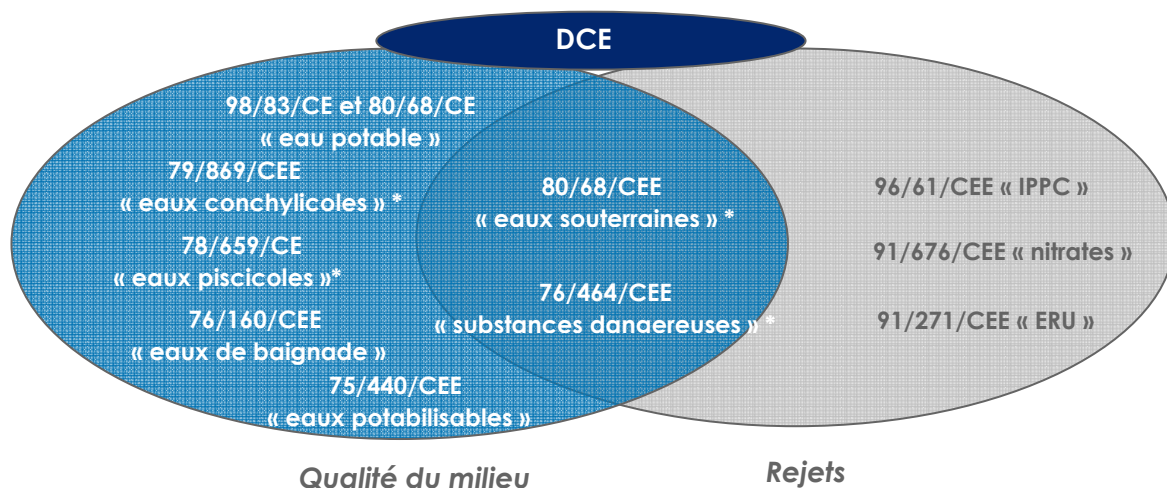 DCE
98/83/CE et 80/68/CE
« eau potable »
79/869/CEE
« eaux conchylicoles » *
78/659/CE
« eaux piscicoles »*
76/160/CEE
« eaux de baignade »
75/440/CEE
« eaux potabilisables »
80/68/CEE
« eaux souterraines » *
76/464/CEE
« substances dangereuses » *
96/61/CEE « IPPC »
91/676/CEE « nitrates »
91/271/CEE « ERU »
Qualité du milieu
Rejets